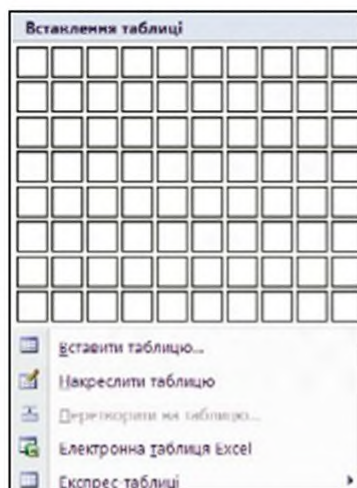 Вставлення таблиці
Вставити таблицю...
Накреслити таблицю
Перетворити на таблицю...
Електронна таблиця Excel
Експрес-таблиці